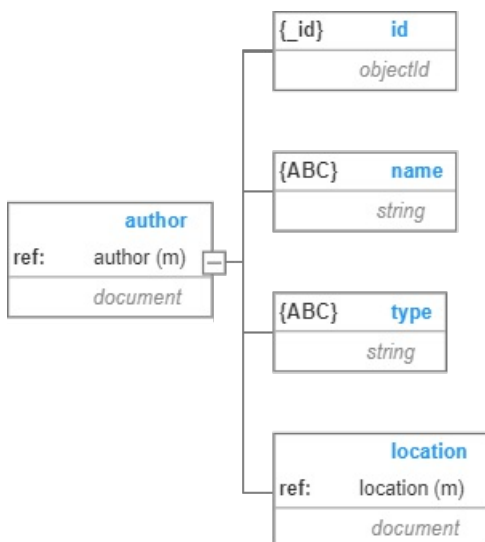 {_id} id
objectId
{ABC} name
string
author
ref: author (m)
document
{ABC} type
string
location
ref: location (m)
document